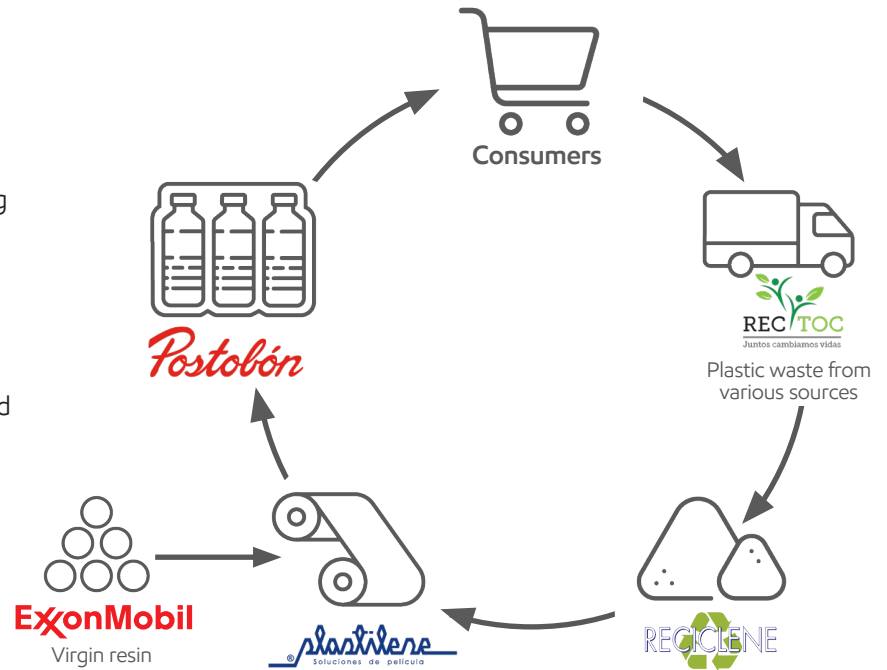 Consumers
g
REC TOC
Juntos cambiamos vidas
Plastic waste from
various sources
Postobón
d
ExxonMobil
Virgin resin
plastilene
®
Soluciones de película
RECICLENE